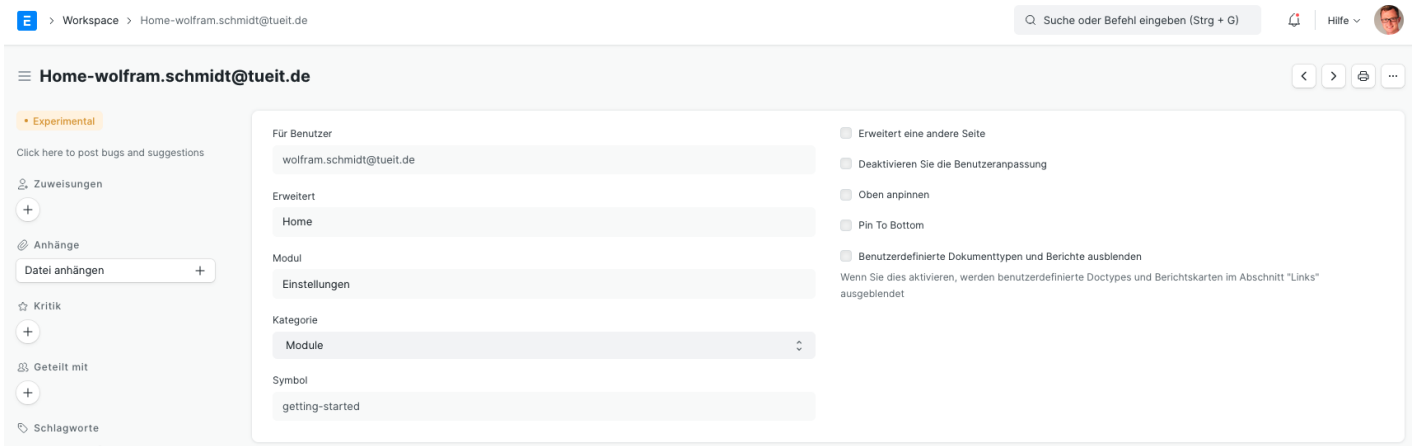 E > Workspace > Home-wolfram.schmidt@tueit.de
Suche oder Befehl eingeben (Strg + G)
Hilfe
Home-wolfram.schmidt@tueit.de
Experimental
Click here to post bugs and suggestions
Zuweisungen
Anhänge
Datei anhängen
Kritik
Geteilt mit
Schlagworte
Für Benutzer
wolfram.schmidt@tueit.de
Erweitert
Home
Modul
Einstellungen
Kategorie
Module
Symbol
getting-started
Erweitert eine andere Seite
Deaktivieren Sie die Benutzeranpassung
Oben anpinnen
Pin To Bottom
Benutzerdefinierte Dokumenttypen und Berichte ausblenden
Wenn Sie dies aktivieren, werden benutzerdefinierte Doctypes und Berichtskarten im Abschnitt "Links"
ausgeblendet